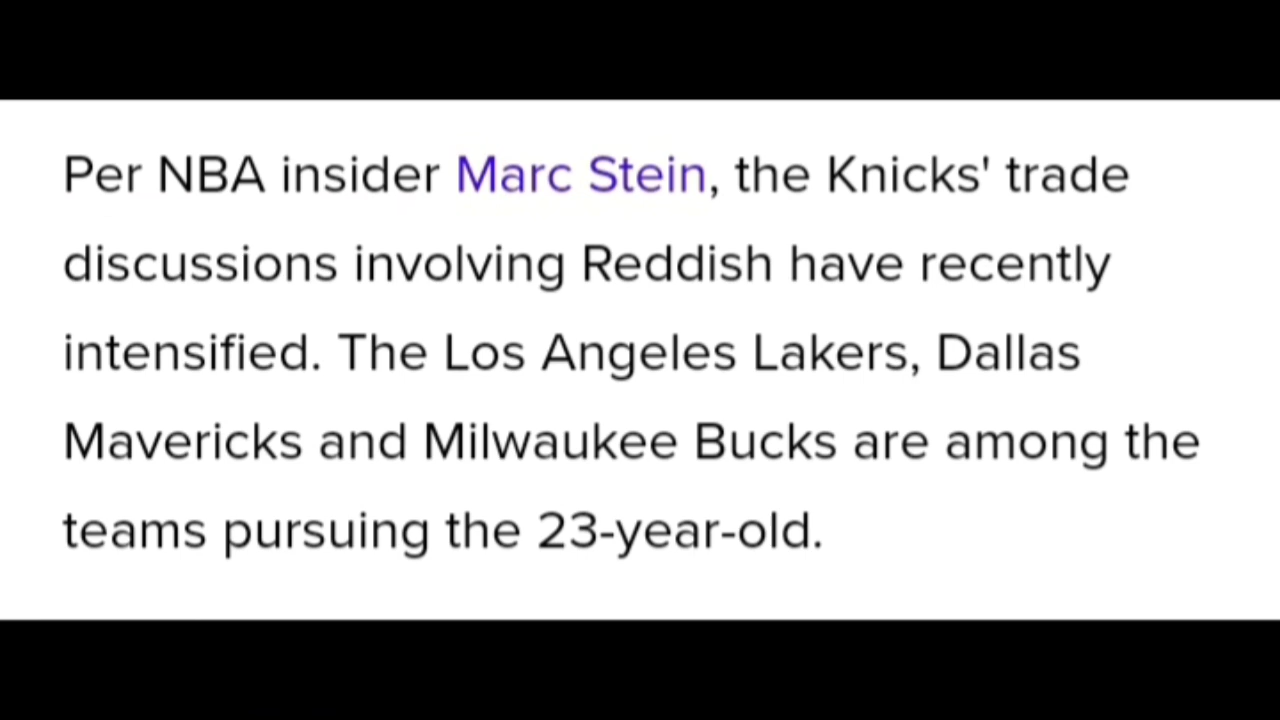 Per NBA insider Marc Stein, the Knicks' trade
discussions involving Reddish have recently
intensified. The Los Angeles Lakers, Dallas
Mavericks and Milwaukee Bucks are among the
teams pursuing the 23-year-old.